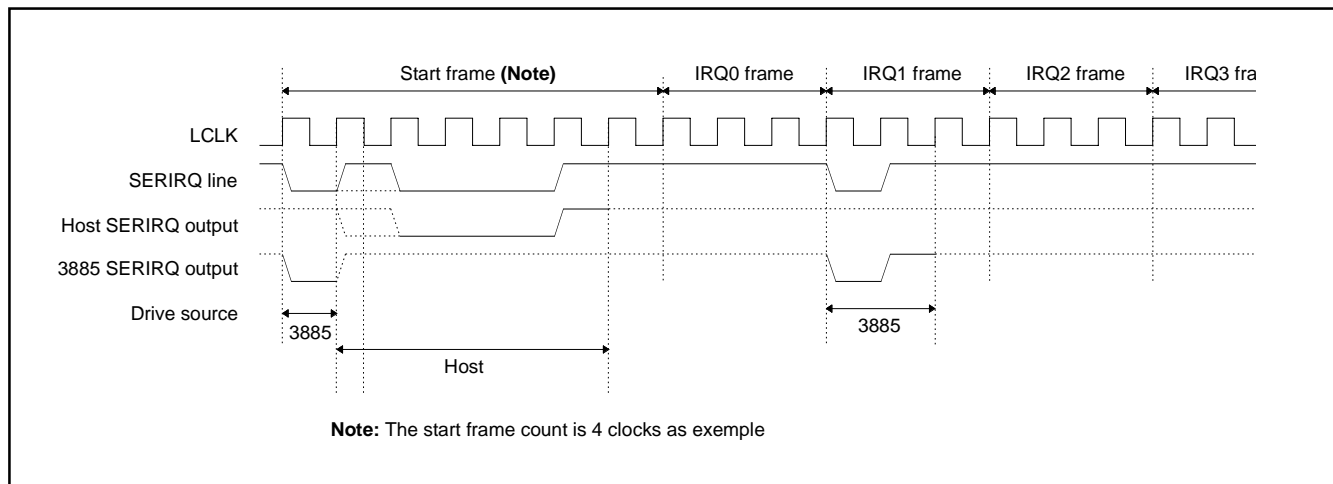 Start frame (Note)
IRQ0 frame
IRQ1 frame
IRQ2 frame
IRQ3 fra
LCLK
SERIRQ line
Host SERIRQ output
3885 SERIRQ output
Drive source
3885
3885
Host
Note: The start frame count is 4 clocks as exemple